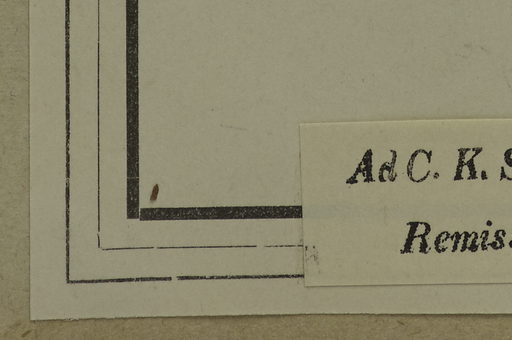 Ad C. K.
Remis.